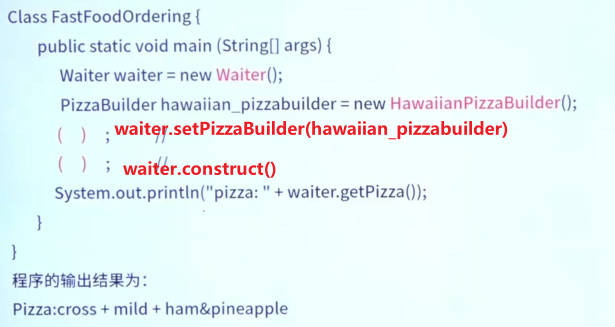 Class FastFoodOrdering {
public static void main (String[] args) {
Waiter waiter = new Waiter();
PizzaBuilder hawaiian_pizzabuilder = new HawaiianPizzaBuilder();
( ) ; // waiter.setPizzaBuilder(hawaiian_pizzabuilder)
( ) ; // waiter.construct()
System.out.println("pizza: " + waiter.getPizza());
}
}
程序的输出结果为:
Pizza:cross + mild + ham&pineapple